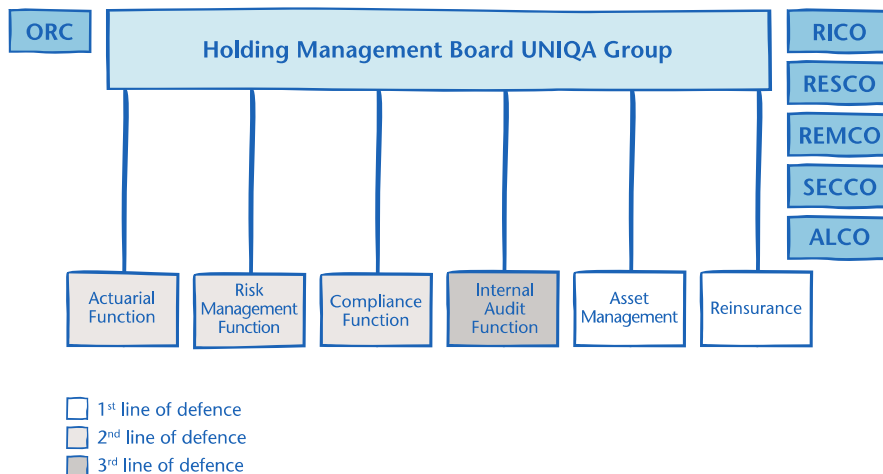 ORC
Holding Management Board UNIQA Group
RICO
RESCO
REMCO
SECCO
ALCO
Actuarial
Function
Risk
Management
Function
Compliance
Function
Internal
Audit
Function
Asset
Management
Reinsurance
1st line of defence
2nd line of defence
3rd line of defence